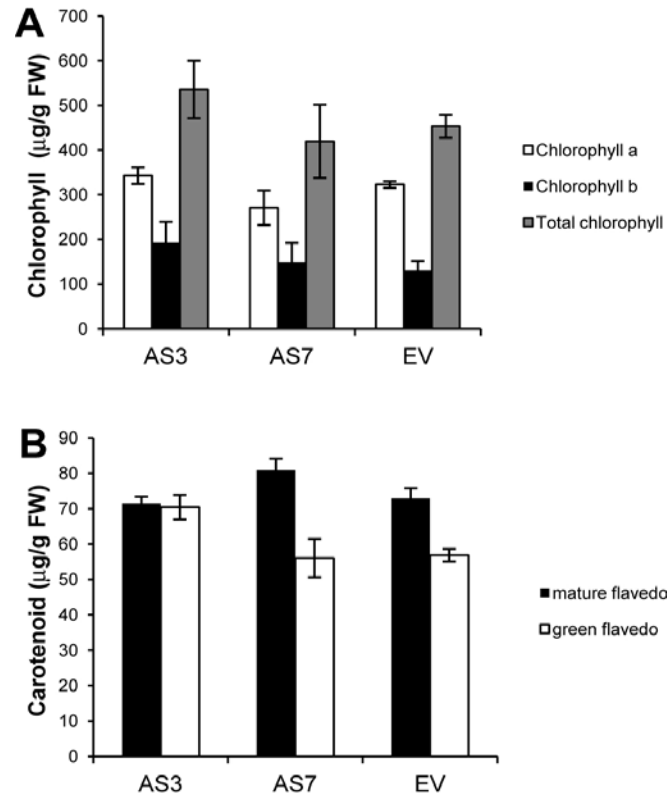 A
Chlorophyll (µg/g FW)
700
600
500
400
300
200
100
0
AS3 AS7 EV
Chlorophyll a
Chlorophyll b
Total chlorophyll
B
Carotenoid (µg/g FW)
90
80
70
60
50
40
30
20
10
0
AS3 AS7 EV
mature flavedo
green flavedo